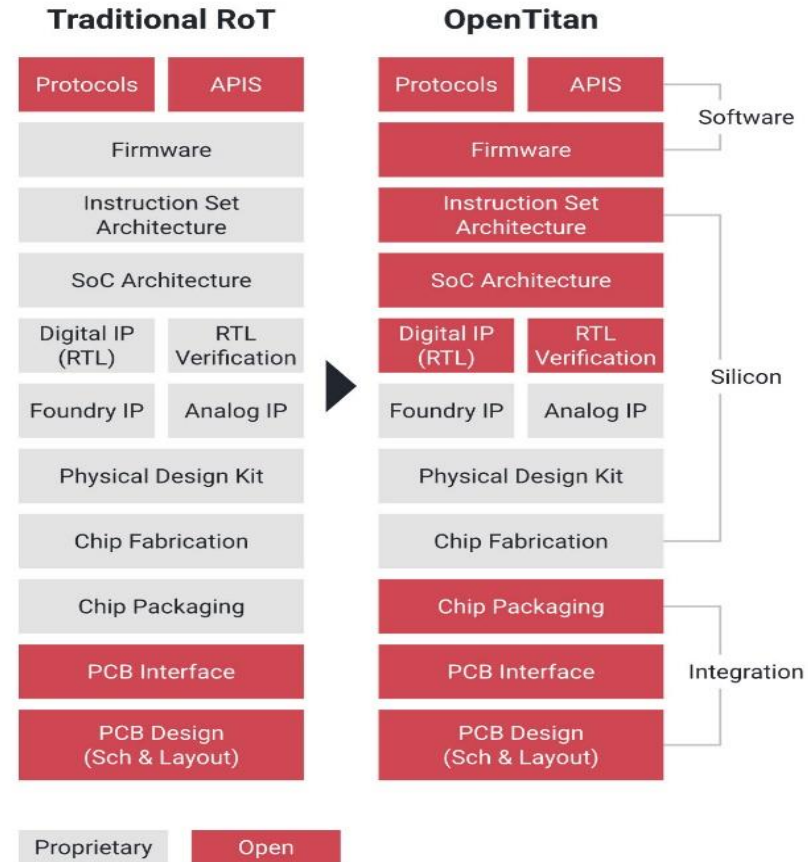 Traditional RoT
OpenTitan
Protocols
APIS
Firmware
Instruction Set
Architecture
SoC Architecture
Digital IP
(RTL)
RTL
Verification
Foundry IP
Analog IP
Physical Design Kit
Chip Fabrication
Chip Packaging
PCB Interface
PCB Design
(Sch & Layout)
Protocols
APIS
Firmware
Instruction Set
Architecture
SoC Architecture
Digital IP
(RTL)
RTL
Verification
Foundry IP
Analog IP
Physical Design Kit
Chip Fabrication
Chip Packaging
PCB Interface
PCB Design
(Sch & Layout)
Software
Silicon
Integration
Proprietary
Open